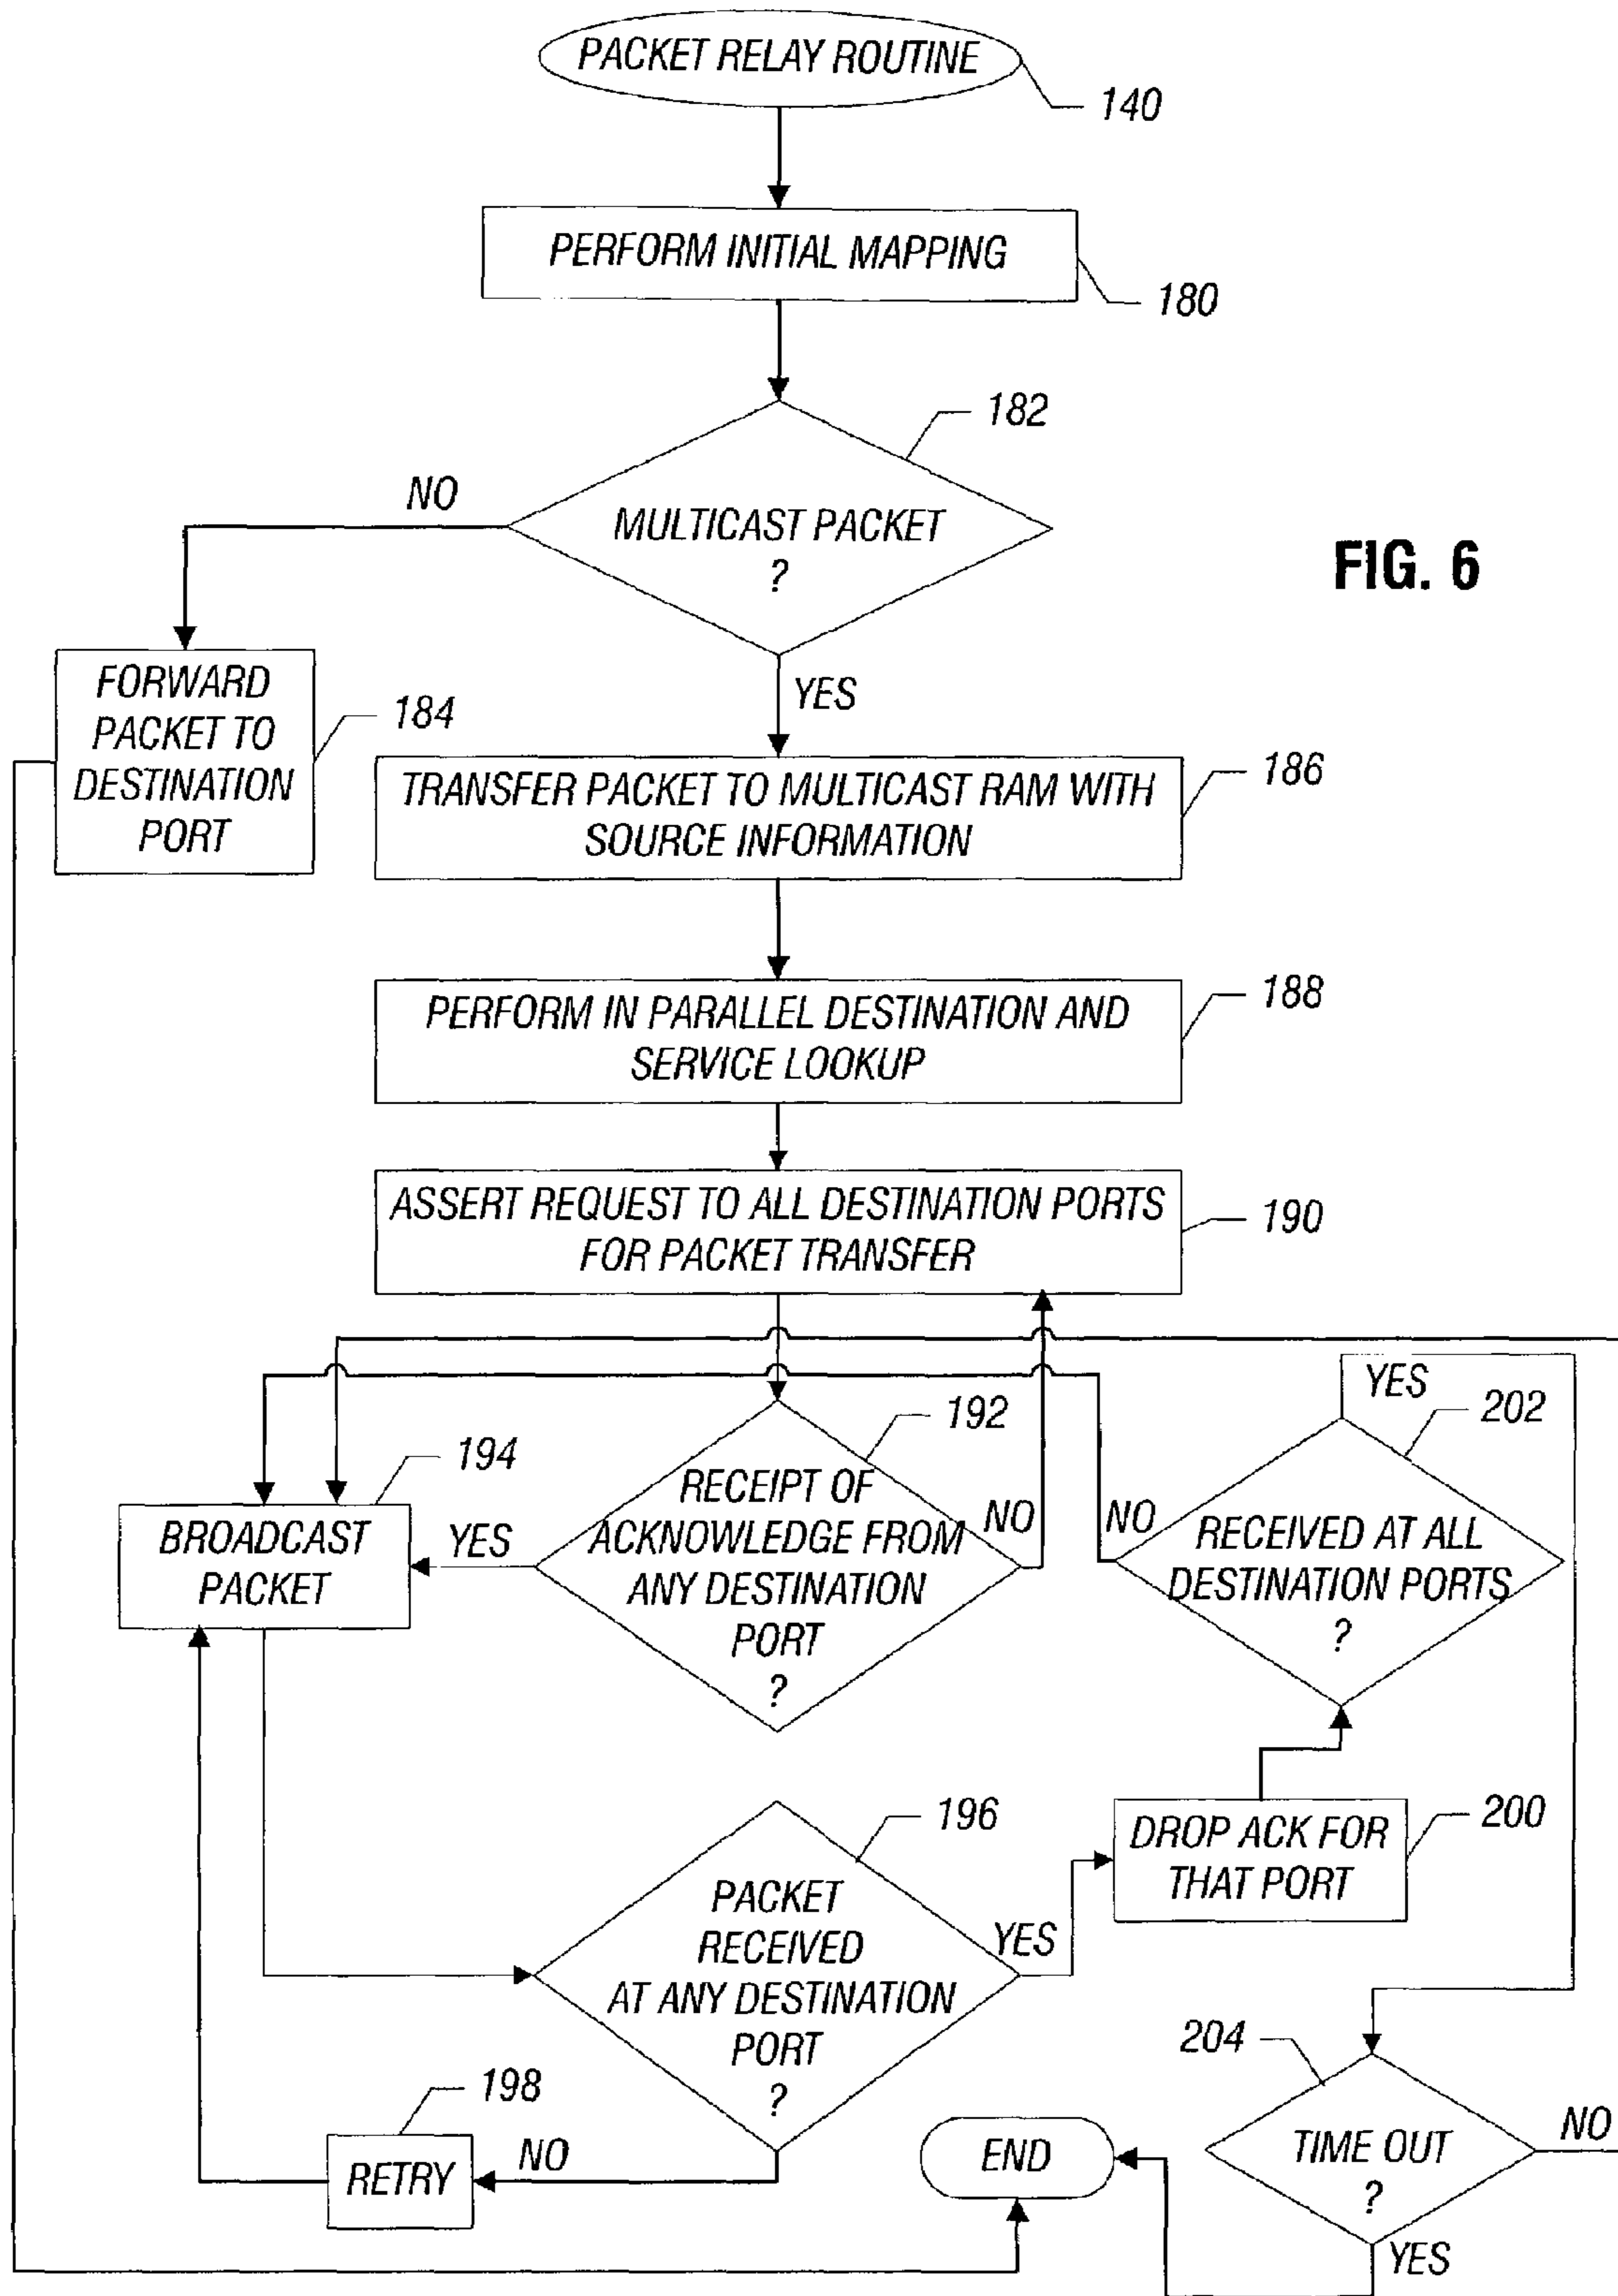 PACKET RELAY ROUTINE
140
PERFORM INITIAL MAPPING
180
182
NO
MULTICAST PACKET
?
FIG. 6
YES
FORWARD
PACKET TO
DESTINATION
PORT
184
TRANSFER PACKET TO MULTICAST RAM WITH
SOURCE INFORMATION
186
PERFORM IN PARALLEL DESTINATION AND
SERVICE LOOKUP
188
ASSERT REQUEST TO ALL DESTINATION PORTS
FOR PACKET TRANSFER
190
192
RECEIPT OF
ACKNOWLEDGE FROM
ANY DESTINATION
PORT
?
YES
NO
194
BROADCAST
PACKET
YES
202
NO
RECEIVED AT ALL
DESTINATION PORTS
?
196
PACKET
RECEIVED
AT ANY DESTINATION
PORT
?
YES
DROP ACK FOR
THAT PORT
200
198
RETRY
NO
END
204
TIME OUT
?
NO
YES